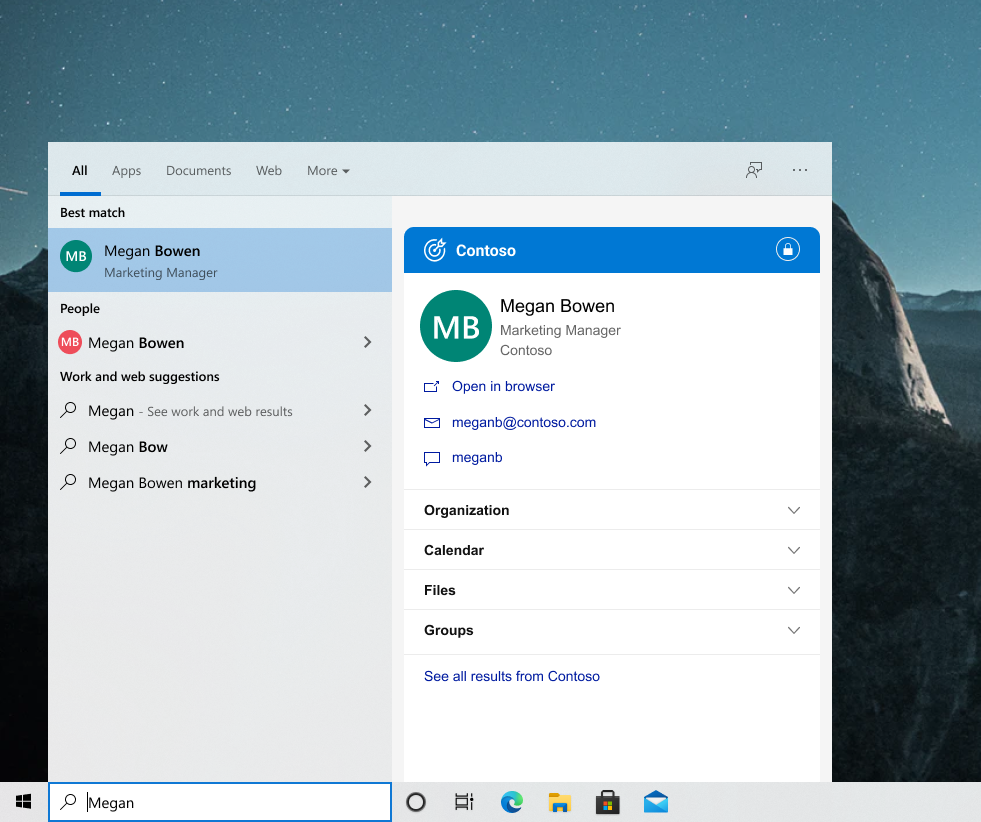 All Apps Documents Web More
Best match
MB Megan Bowen
Marketing Manager
People
MB Megan Bowen
Work and web suggestions
Megan - See work and web results
Megan Bow
Megan Bowen marketing
Contoso
MB
Megan Bowen
Marketing Manager
Contoso
Open in browser
meganb@contoso.com
meganb
Organization
Calendar
Files
Groups
See all results from Contoso
Megan